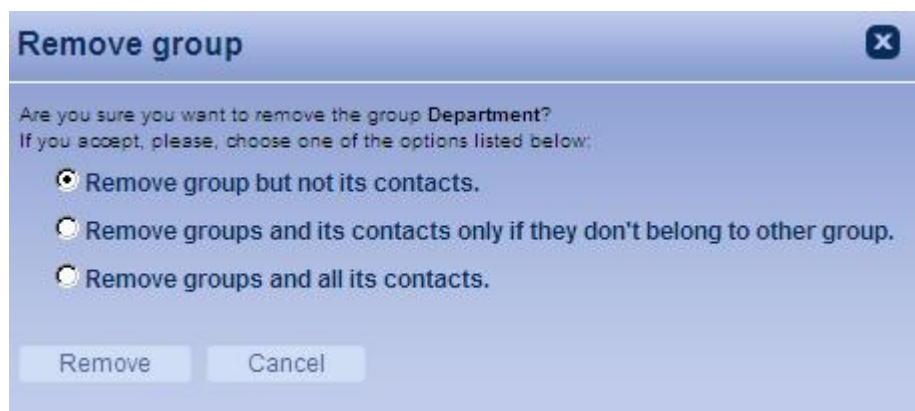 Remove group
Are you sure you want to remove the group Department?
If you accept, please, choose one of the options listed below:
Remove group but not its contacts.
Remove groups and its contacts only if they don't belong to other group.
Remove groups and all its contacts.
Remove Cancel